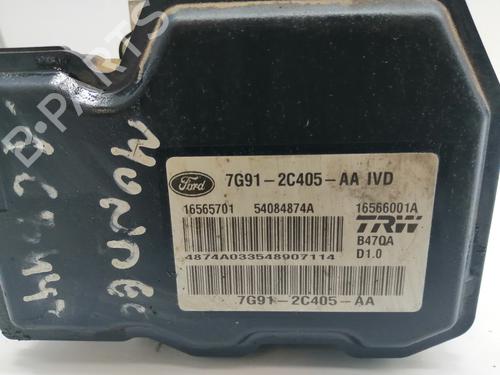 Ford
7G91-2C405-AA IVD
16565701 54084874A 16566001A
TRW
B47QA
4874A033548907114 D1.0
7G91-2C405-AA
B-PARTS